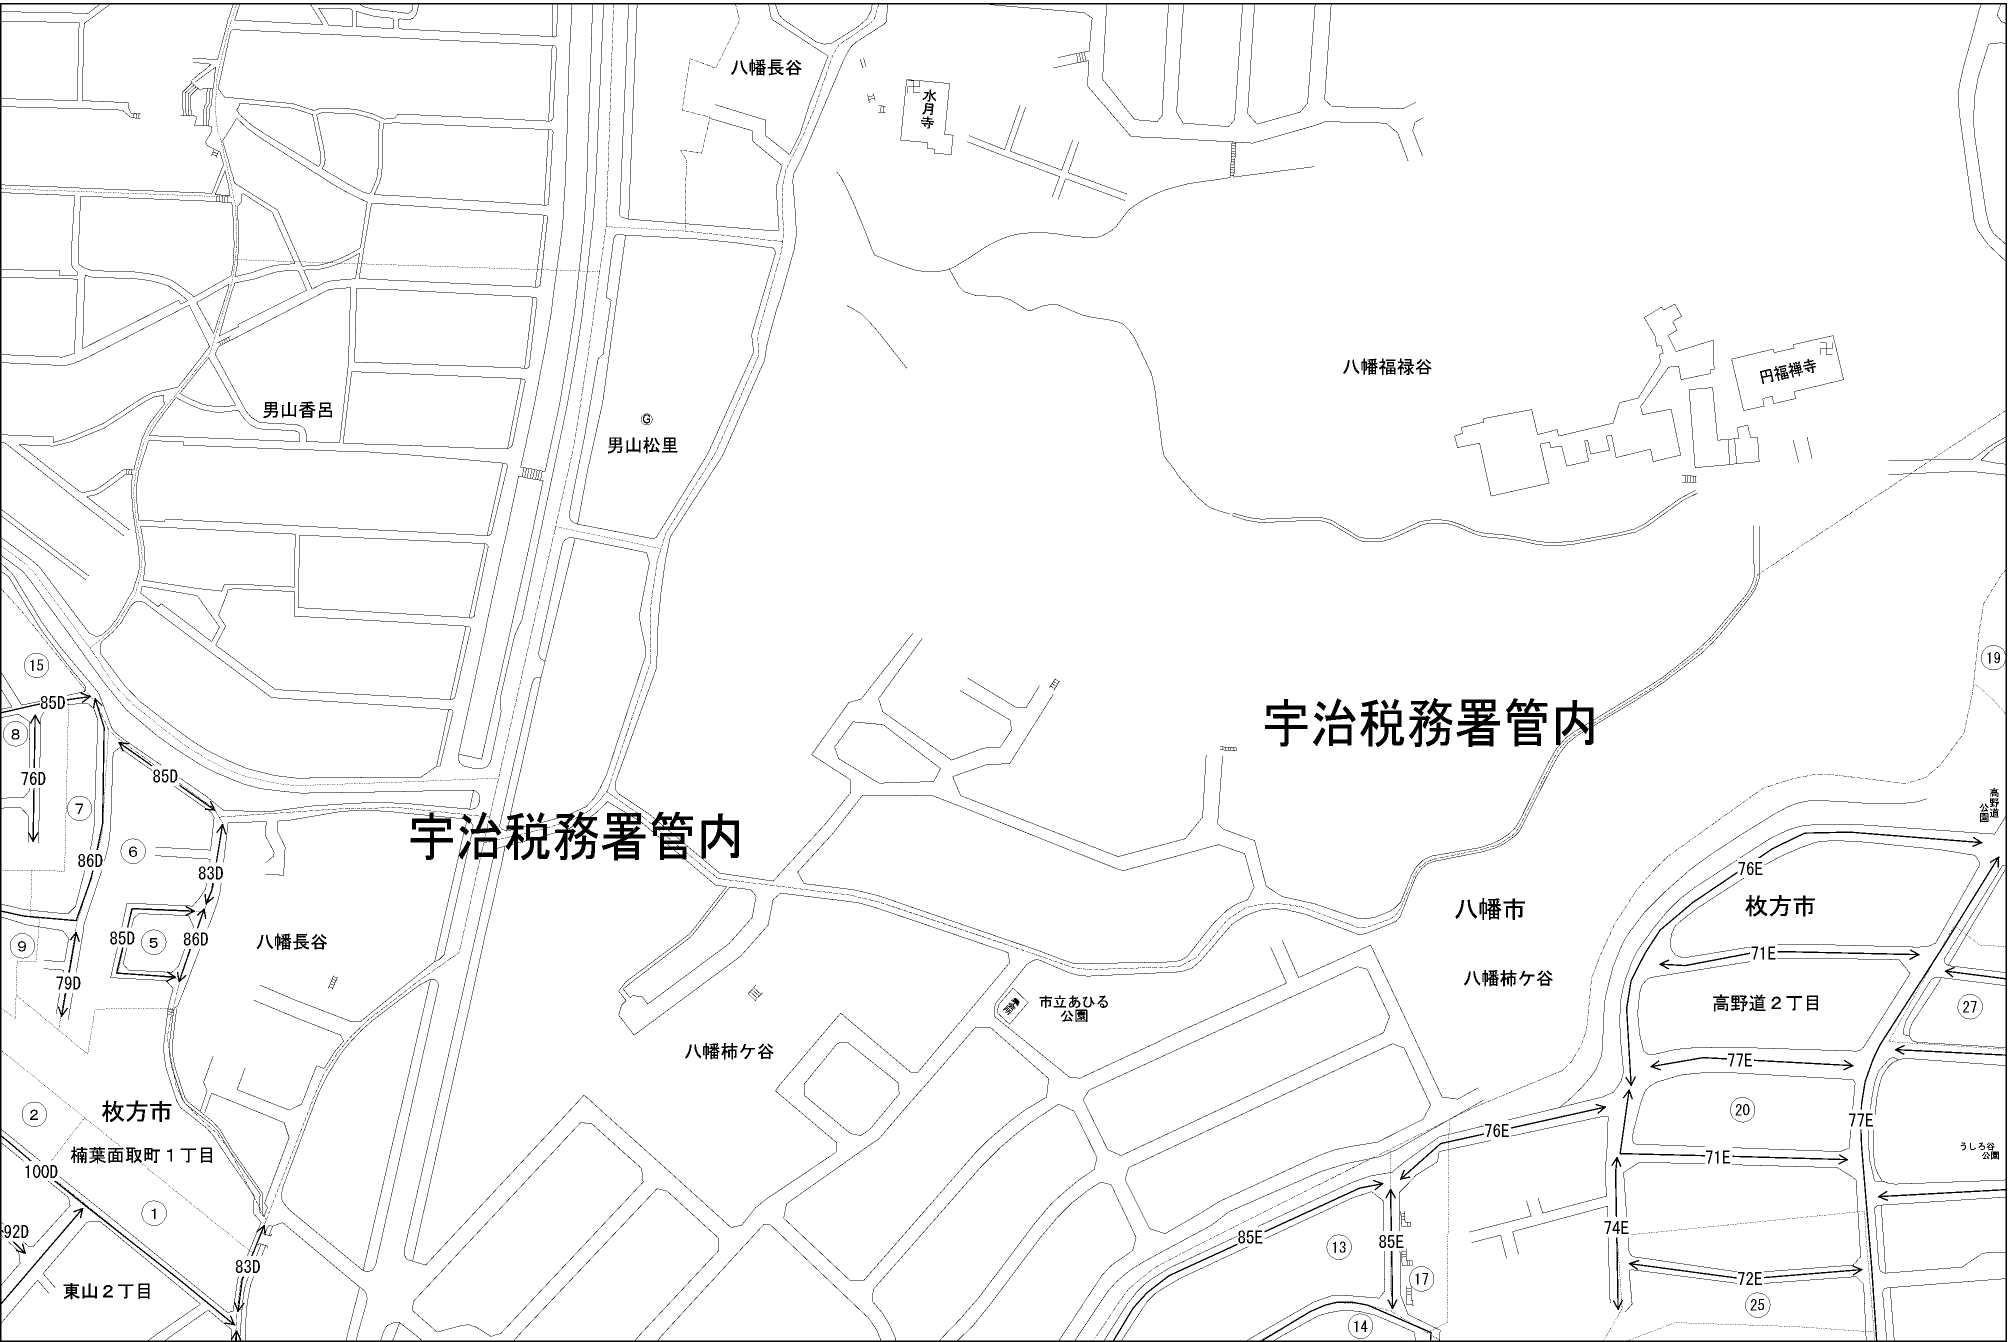 八幡長谷
水月寺
八幡福禄谷
円福禅寺
男山香呂
G
男山松里
15
19
85D
8
宇治税務署管内
76D
85D
7
高野道
公園
宇治税務署管内
6
86D
76E
83D
枚方市
八幡市
85D
5
86D
9
八幡長谷
71E
79D
八幡柿ケ谷
市立あひる
公園
高野道2丁目
27
八幡柿ケ谷
77E
2
枚方市
20
77E
76E
楠葉面取町1丁目
71E
うしろ谷
公園
100D
1
92D
74E
85E
85E
13
83D
17
72E
東山2丁目
25
14